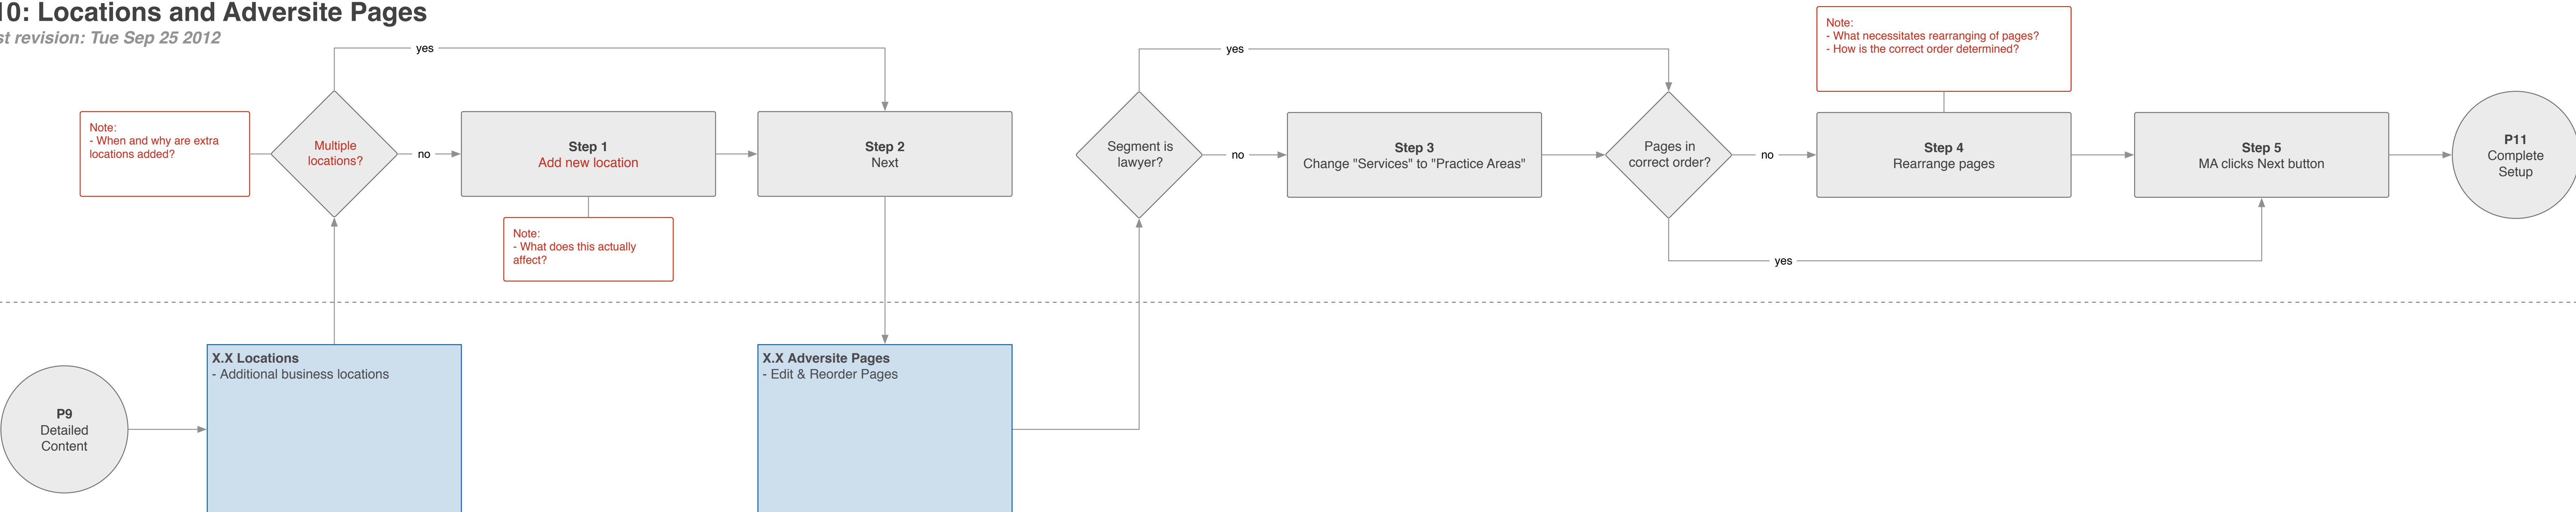 10: Locations and Adversite Pages
st revision: Tue Sep 25 2012
yes
Note:
- When and why are extra
locations added?
Multiple
locations?
no
Step 1
Add new location
Note:
- What does this actually
affect?
Step 2
Next
yes
Segment is
lawyer?
no
Step 3
Change "Services" to "Practice Areas"
Pages in
correct order?
no
Note:
- What necessitates rearranging of pages?
- How is the correct order determined?
Step 4
Rearrange pages
yes
Step 5
MA clicks Next button
P11
Complete
Setup
P9
Detailed
Content
X.X Locations
- Additional business locations
X.X Adversite Pages
- Edit & Reorder Pages